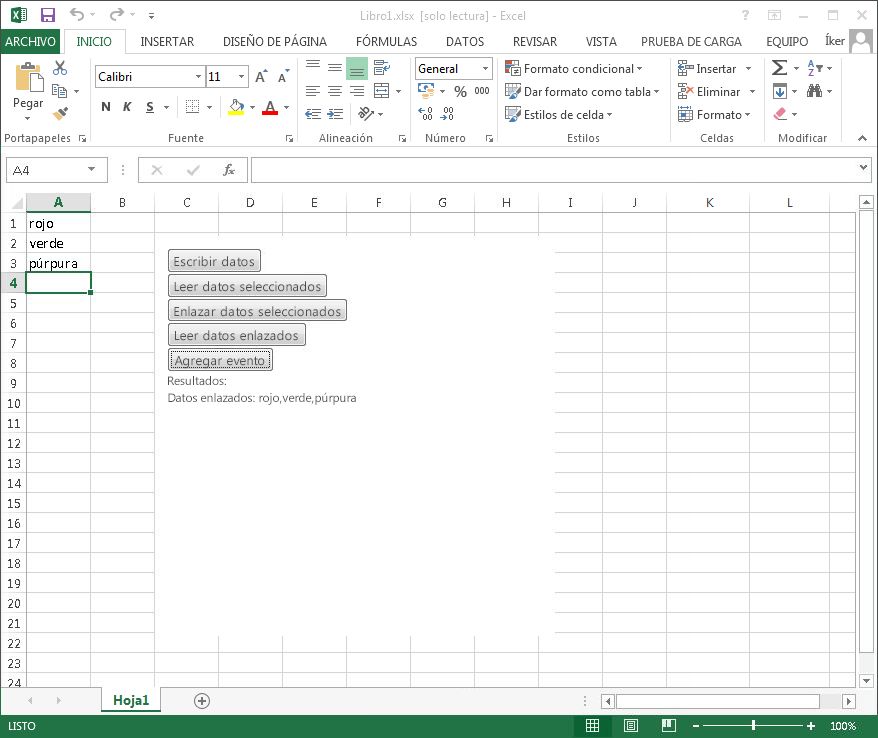 Libro1.xlsx [solo lectura] - Excel
ARCHIVO INICIO INSERTAR DISEÑO DE PÁGINA FÓRMULAS DATOS REVISAR VISTA PRUEBA DE CARGA EQUIPO Íker
Pegar
Calibri 11
N K S
General
% 000
Formato condicional
Dar formato como tabla
Estilos de celda
Insertar
Eliminar
Formato
Portapapeles Fuente Alineación Número Estilos Celdas Modificar
A4 fx
A B C D E F G H I J K L
1 rojo
2 verde
3 púrpura
4
5
6
7
8
9
10
11
12
13
14
15
16
17
18
19
20
21
22
23
24
Escribir datos
Leer datos seleccionados
Enlazar datos seleccionados
Leer datos enlazados
Agregar evento
Resultados:
Datos enlazados: rojo,verde,púrpura
Hoja1
LISTO 100%